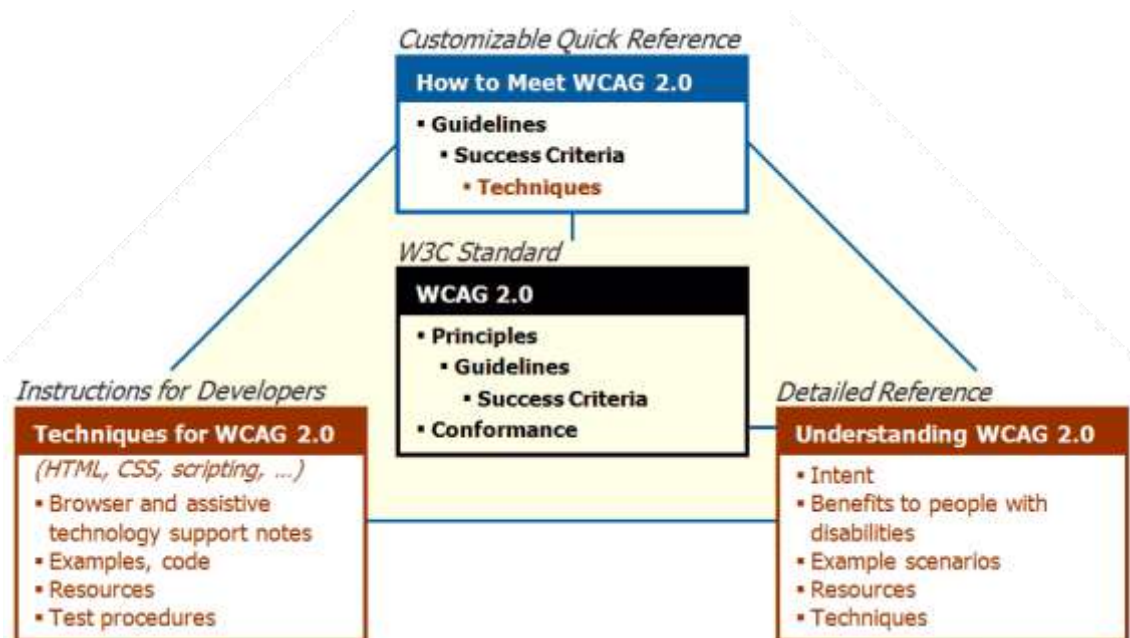 Customizable Quick Reference
How to Meet WCAG 2.0
▪ Guidelines
▪ Success Criteria
▪ Techniques
W3C Standard
WCAG 2.0
▪ Principles
▪ Guidelines
▪ Success Criteria
▪ Conformance
Instructions for Developers
Techniques for WCAG 2.0
(HTML, CSS, scripting, ...)
▪ Browser and assistive
technology support notes
▪ Examples, code
▪ Resources
▪ Test procedures
Detailed Reference
Understanding WCAG 2.0
▪ Intent
▪ Benefits to people with
disabilities
▪ Example scenarios
▪ Resources
▪ Techniques